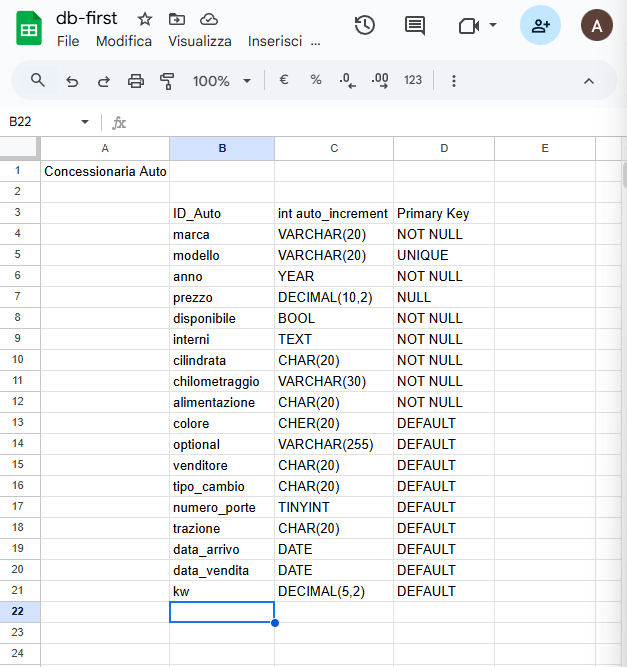 db-first
File Modifica Visualizza Inserisci ...
A
100% € % .0 .00 123
B22 fx
A B C D E
1 Concessionaria Auto
2
3 ID_Auto int auto_increment Primary Key
4 marca VARCHAR(20) NOT NULL
5 modello VARCHAR(20) UNIQUE
6 anno YEAR NOT NULL
7 prezzo DECIMAL(10,2) NULL
8 disponibile BOOL NOT NULL
9 interni TEXT NOT NULL
10 cilindrata CHAR(20) NOT NULL
11 chilometraggio VARCHAR(30) NOT NULL
12 alimentazione CHAR(20) NOT NULL
13 colore CHER(20) DEFAULT
14 optional VARCHAR(255) DEFAULT
15 venditore CHAR(20) DEFAULT
16 tipo_cambio CHAR(20) DEFAULT
17 numero_porte TINYINT DEFAULT
18 trazione CHAR(20) DEFAULT
19 data_arrivo DATE DEFAULT
20 data_vendita DATE DEFAULT
21 kw DECIMAL(5,2) DEFAULT
22
23
24